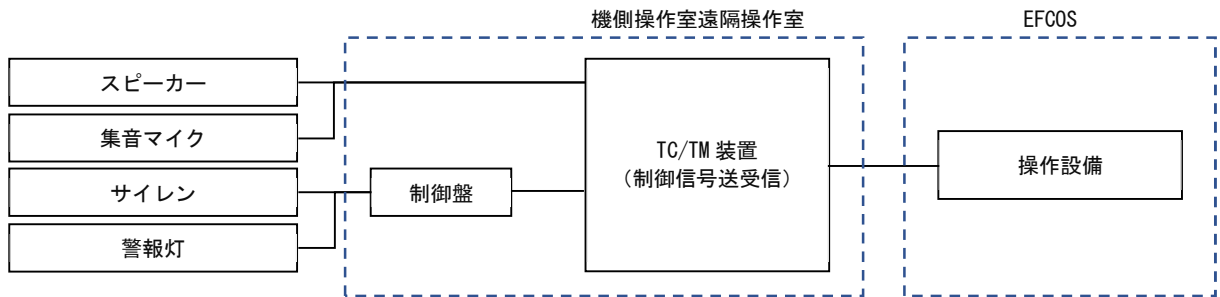 機側操作室遠隔操作室
EFCOS
スピーカー
集音マイク
サイレン
警報灯
制御盤
TC/TM 装置
（制御信号送受信）
操作設備